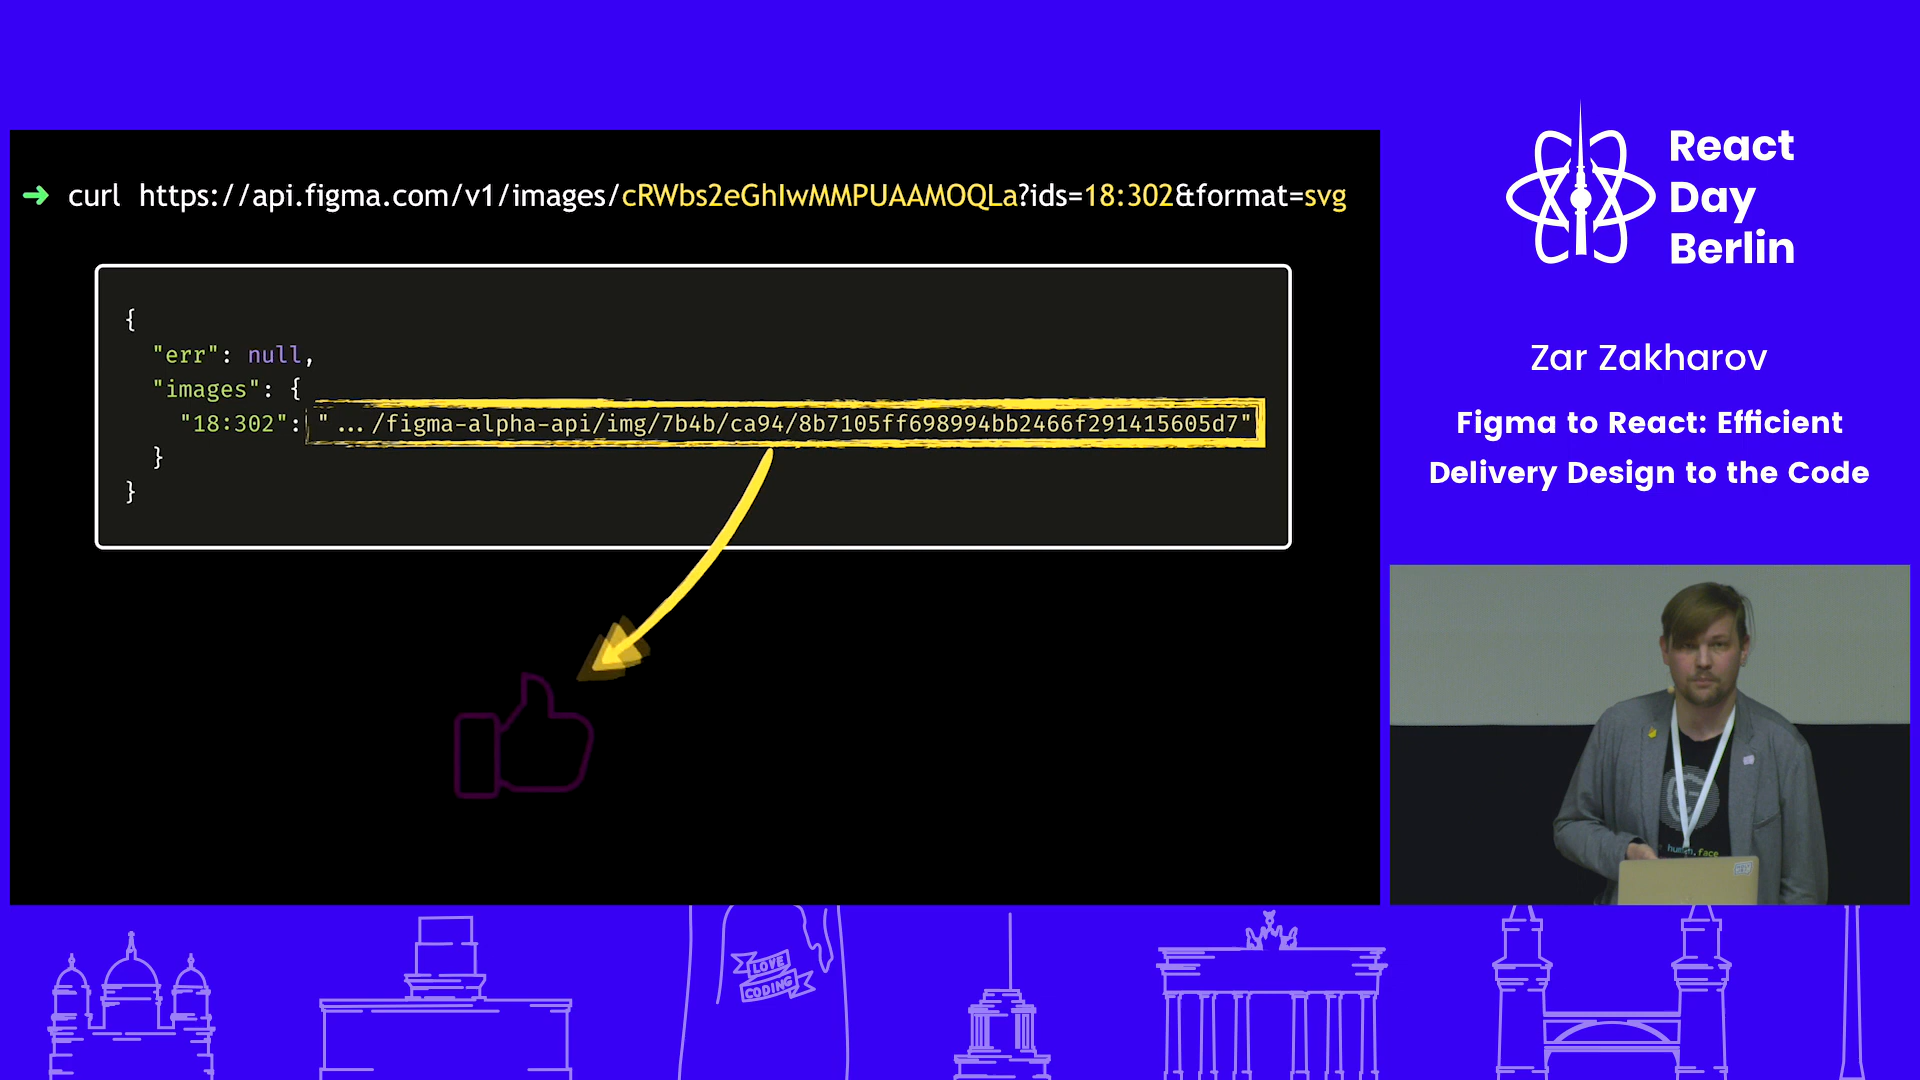 ➜ curl https://api.figma.com/v1/images/cRWbs2eGhIwMMPUAAMOQLa?ids=18:302&format=svg
{
"err": null,
"images": {
"18:302": "... /figma-alpha-api/img/7b4b/ca94/8b7105ff698994bb2466f291415605d7"
}
}
React
Day
Berlin
Zar Zakharov
Figma to React: Efficient
Delivery Design to the Code
human.face
LOVE
CODING